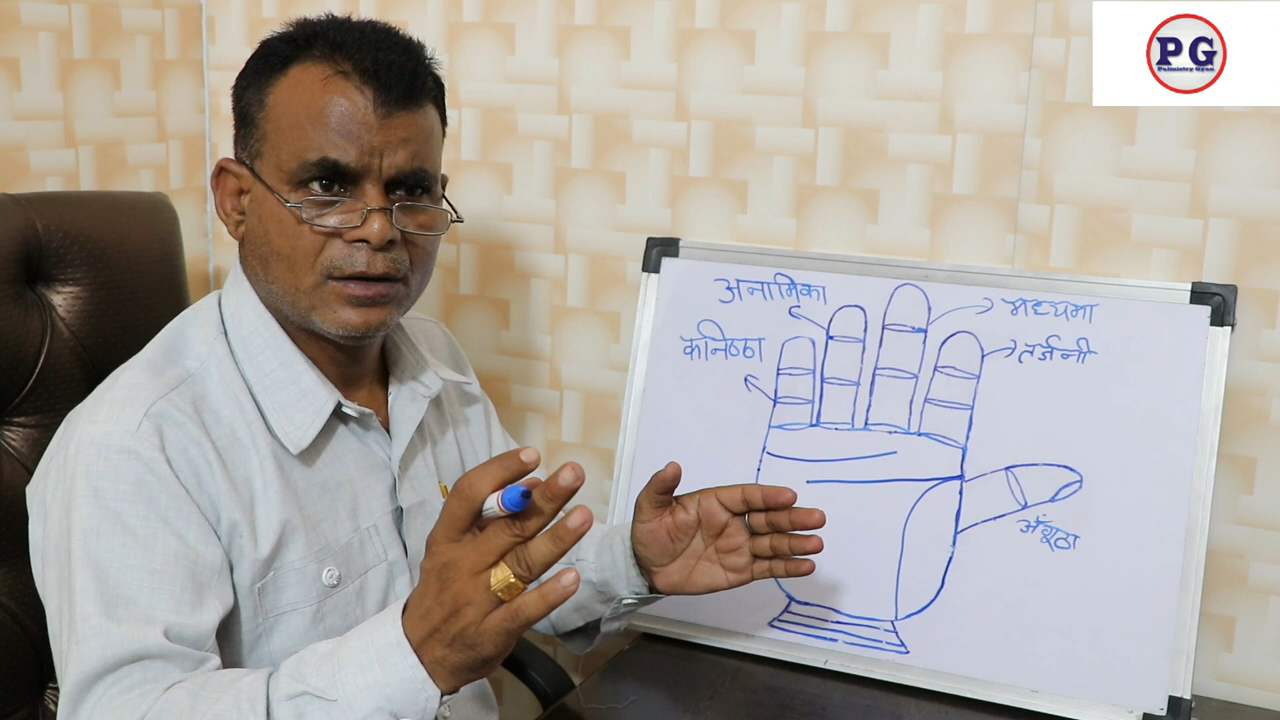 PG
Palmistry Gyan
अनामिका
मध्यमा
कनिष्ठा
तर्जनी
अँगूठा